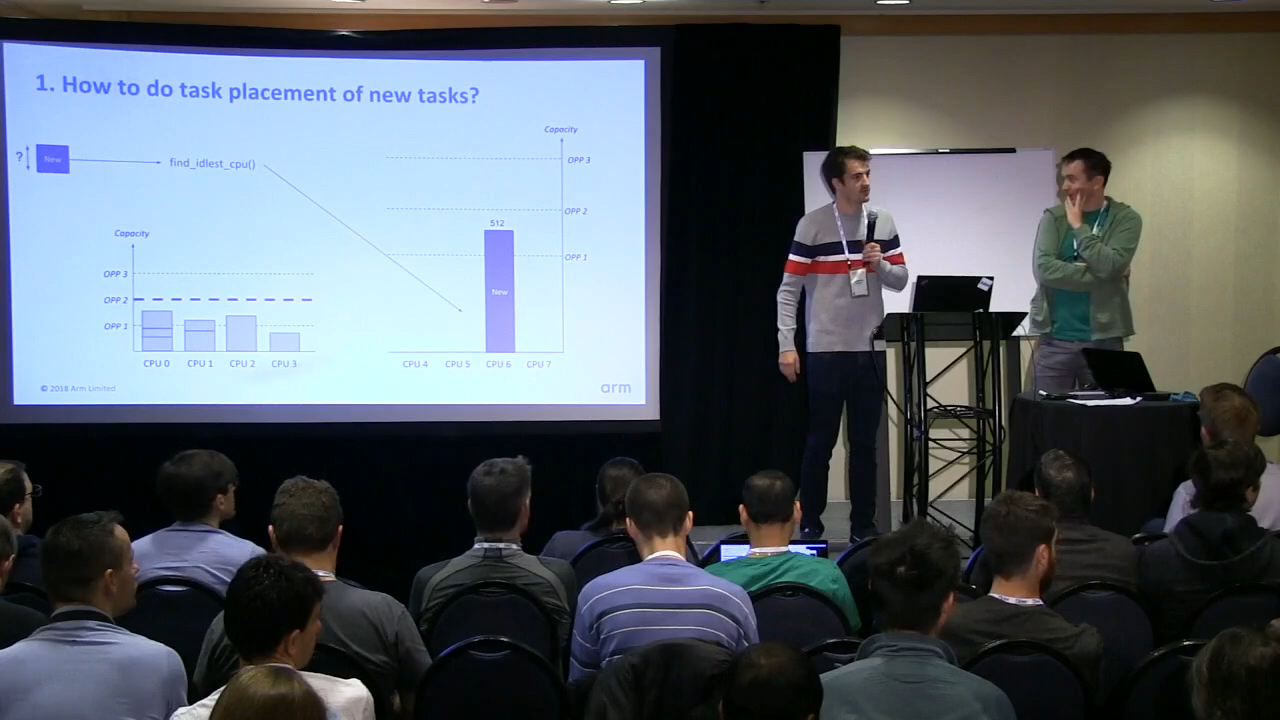 1. How to do task placement of new tasks?
?
New
find_idlest_cpu()
Capacity
OPP 3
OPP 2
OPP 1
CPU 0
CPU 1
CPU 2
CPU 3
Capacity
OPP 3
OPP 2
OPP 1
512
New
CPU 4
CPU 5
CPU 6
CPU 7
© 2018 Arm Limited
arm